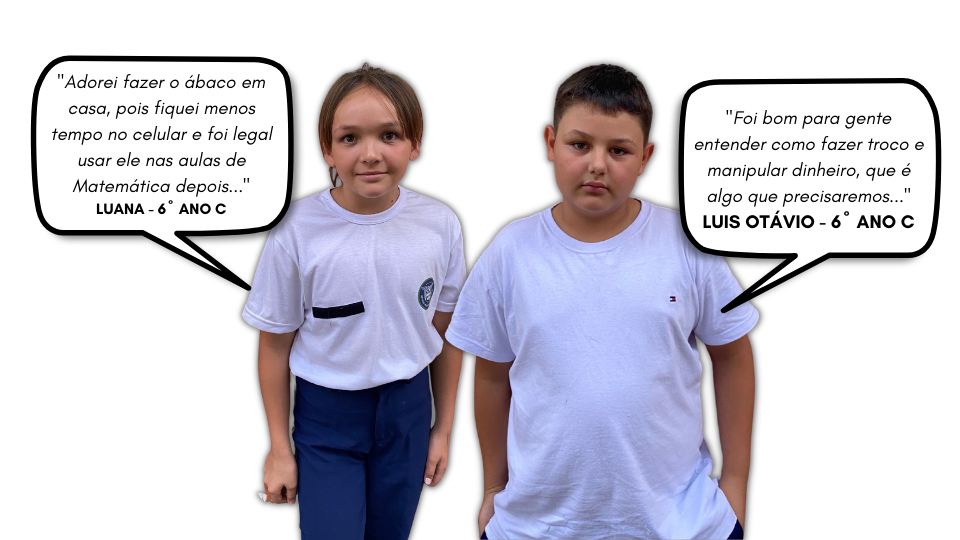 "Adorei fazer o ábaco em
casa, pois fiquei menos
tempo no celular e foi legal
usar ele nas aulas de
Matemática depois..."
LUANA - 6° ANO C
"Foi bom para gente
entender como fazer troco e
manipular dinheiro, que é
algo que precisaremos..."
LUIS OTÁVIO - 6° ANO C